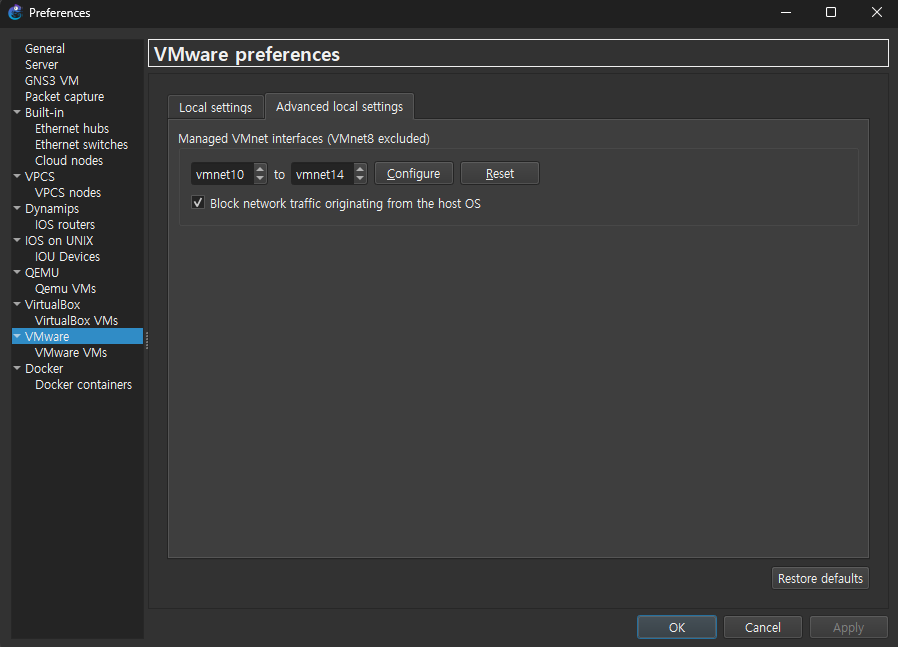 Preferences
General
Server
GNS3 VM
Packet capture
Built-in
Ethernet hubs
Ethernet switches
Cloud nodes
VPCS
VPCS nodes
Dynamips
IOS routers
IOS on UNIX
IOU Devices
QEMU
Qemu VMs
VirtualBox
VirtualBox VMs
VMware
VMware VMs
Docker
Docker containers
VMware preferences
Local settings Advanced local settings
Managed VMnet interfaces (VMnet8 excluded)
vmnet10 to vmnet14 Configure Reset
Block network traffic originating from the host OS
Restore defaults
OK Cancel Apply